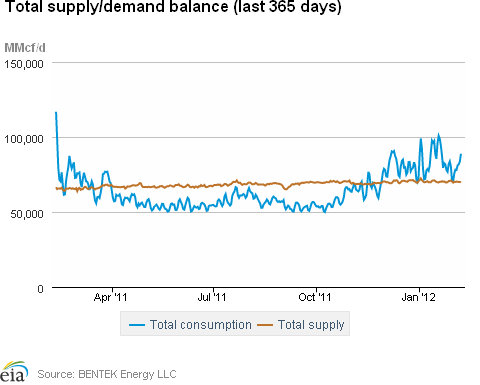 Total supply/demand balance (last 365 days)
MMcf/d
150,000
100,000
50,000
0
Apr '11
Jul '11
Oct '11
Jan '12
Total consumption
Total supply
eia
Source: BENTEK Energy LLC